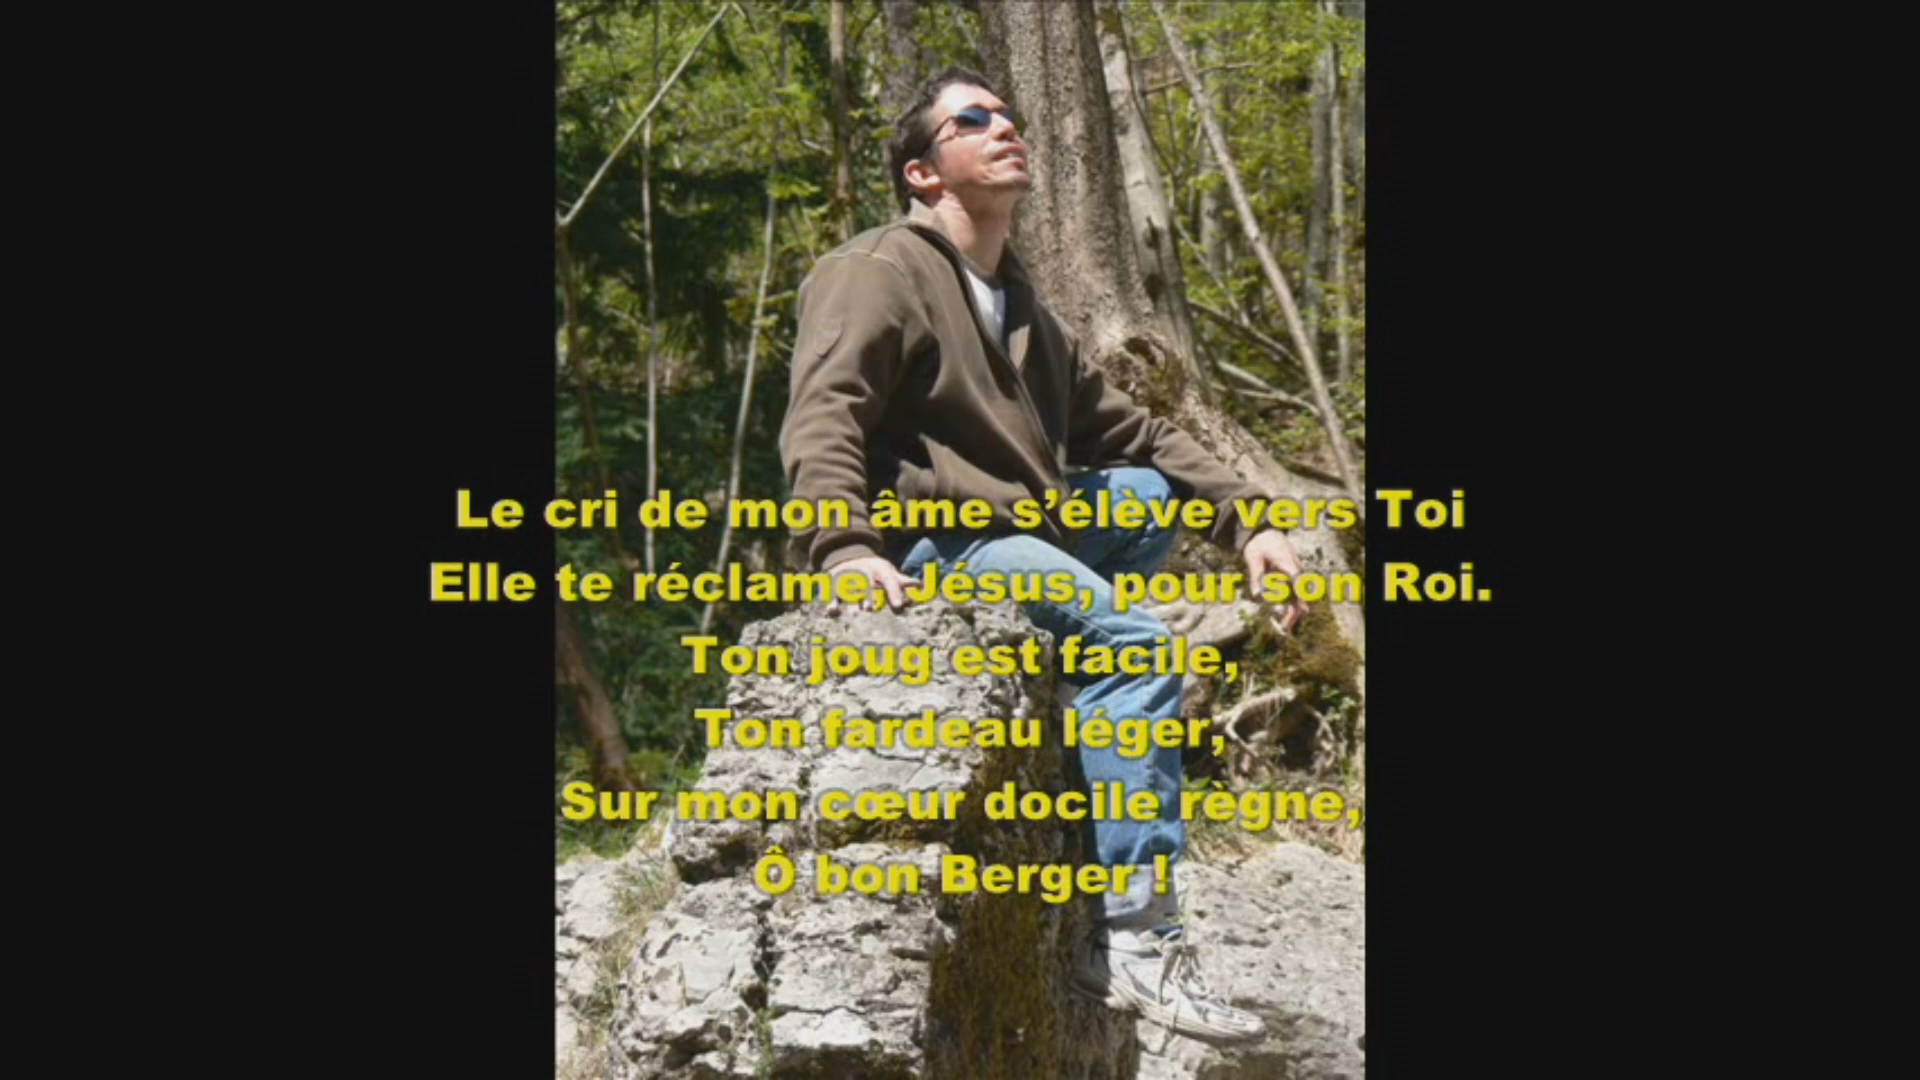 Le cri de mon âme s’élève vers Toi
Elle te réclame, Jésus, pour son Roi.
Ton joug est facile,
Ton fardeau léger,
Sur mon cœur docile règne,
Ô bon Berger !